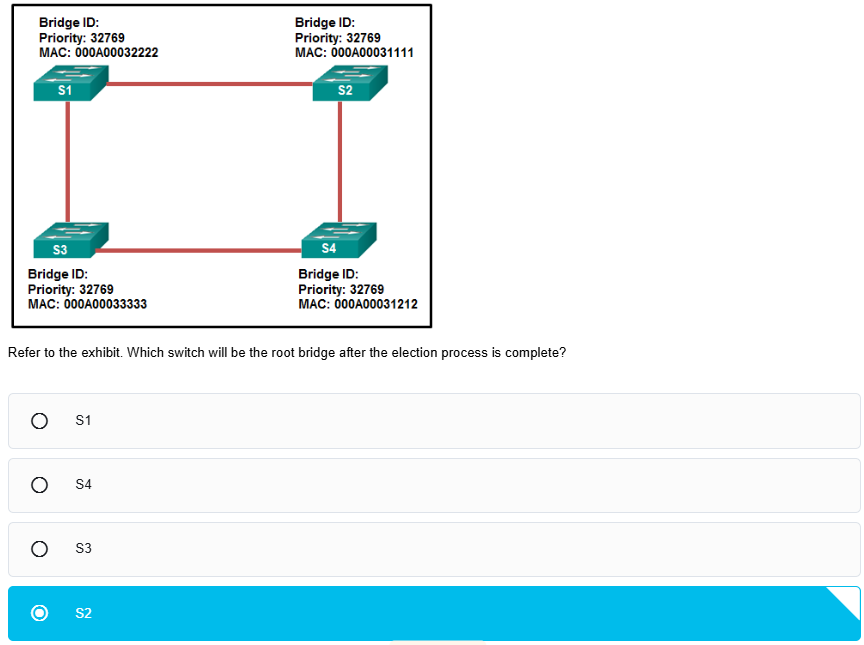 Bridge ID:
Priority: 32769
MAC: 000A00032222
Bridge ID:
Priority: 32769
MAC: 000A00031111
S1
S2
S3
S4
Bridge ID:
Priority: 32769
MAC: 000A00033333
Bridge ID:
Priority: 32769
MAC: 000A00031212
Refer to the exhibit. Which switch will be the root bridge after the election process is complete?
S1
S4
S3
S2